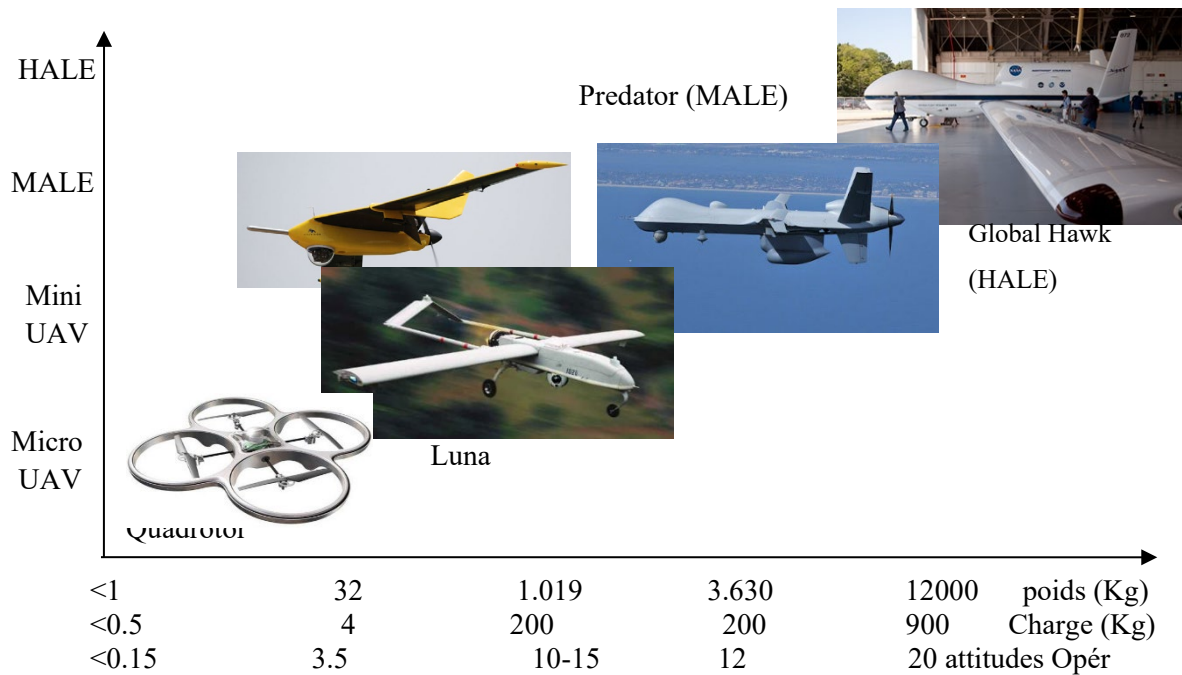 HALE
Predator (MALE)
MALE
Global Hawk
(HALE)
Mini
UAV
Micro
UAV
Luna
Quadrotor
<1 32 1.019 3.630 12000 poids (Kg)
<0.5 4 200 200 900 Charge (Kg)
<0.15 3.5 10-15 12 20 attitudes Opér